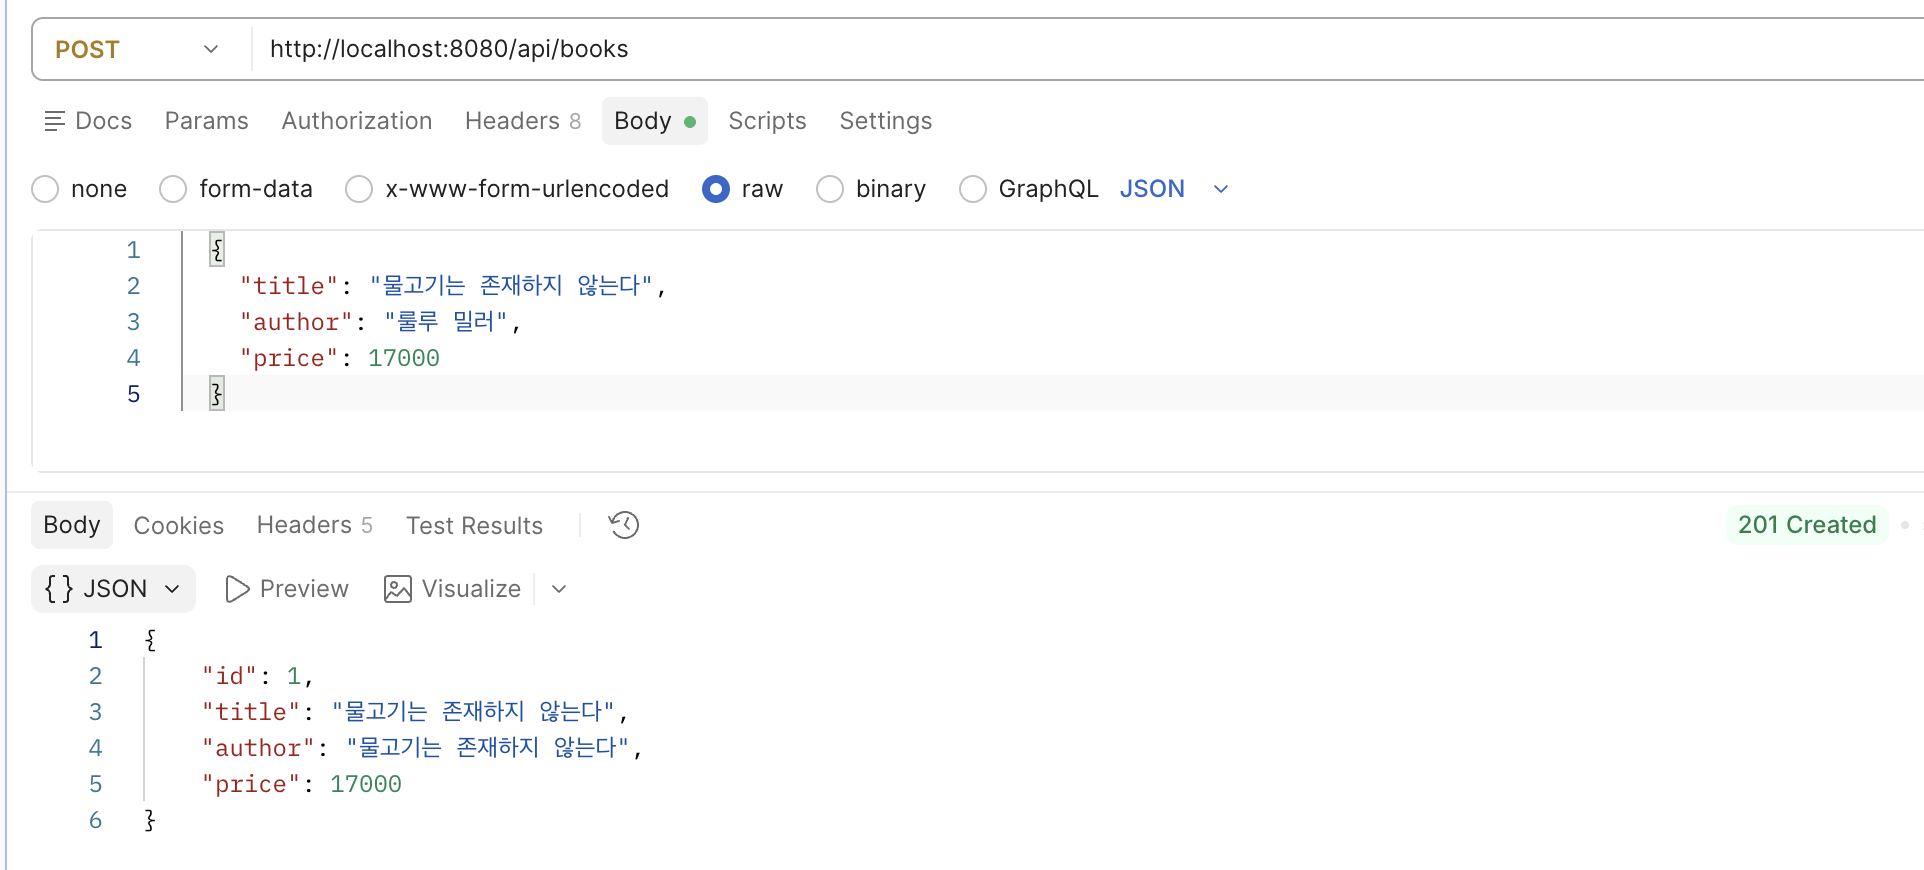 POST http://localhost:8080/api/books
Docs Params Authorization Headers 8 Body Scripts Settings
none form-data x-www-form-urlencoded raw binary GraphQL JSON
1 {
2 "title": "물고기는 존재하지 않는다",
3 "author": "룰루 밀러",
4 "price": 17000
5 }
Body Cookies Headers 5 Test Results 201 Created
{} JSON Preview Visualize
1 {
2 "id": 1,
3 "title": "물고기는 존재하지 않는다",
4 "author": "물고기는 존재하지 않는다",
5 "price": 17000
6 }